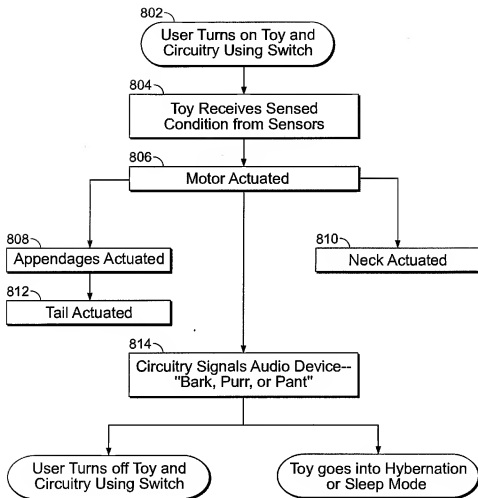 802
User Turns on Toy and
Circuitry Using Switch
804
Toy Receives Sensed
Condition from Sensors
806
Motor Actuated
808
Appendages Actuated
810
Neck Actuated
812
Tail Actuated
814
Circuitry Signals Audio Device--
"Bark, Purr, or Pant"
User Turns off Toy and
Circuitry Using Switch
Toy goes into Hybernation
or Sleep Mode